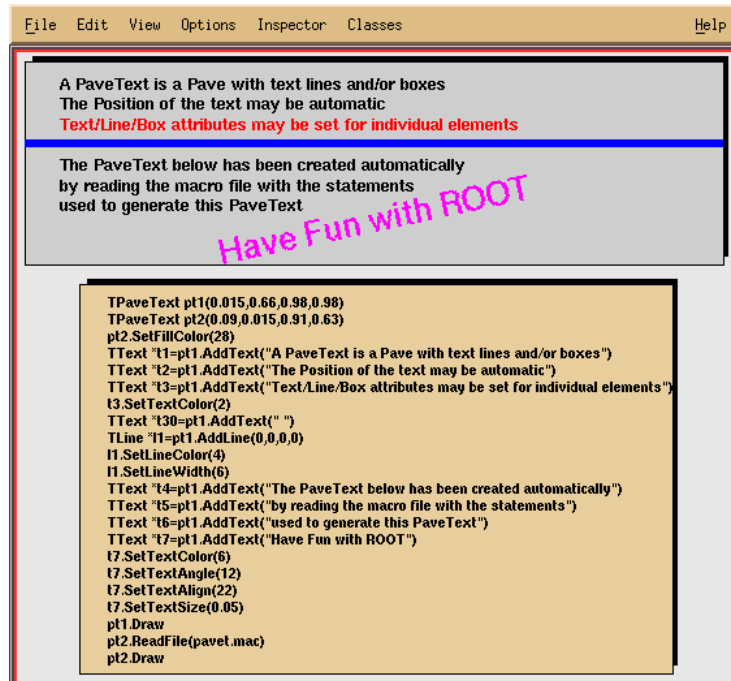 File Edit View Options Inspector Classes Help
A PaveText is a Pave with text lines and/or boxes
The Position of the text may be automatic
Text/Line/Box attributes may be set for individual elements
The PaveText below has been created automatically
by reading the macro file with the statements
used to generate this PaveText
Have Fun with ROOT
TPaveText pt1(0.015,0.66,0.98,0.98)
TPaveText pt2(0.09,0.015,0.91,0.63)
pt2.SetFillColor(28)
TText *t1=pt1.AddText("A PaveText is a Pave with text lines and/or boxes")
TText *t2=pt1.AddText("The Position of the text may be automatic")
TText *t3=pt1.AddText("Text/Line/Box attributes may be set for individual elements")
t3.SetTextColor(2)
TText *t30=pt1.AddText(" ")
TLine *l1=pt1.AddLine(0,0,0,0)
l1.SetLineColor(4)
l1.SetLineWidth(6)
TText *t4=pt1.AddText("The PaveText below has been created automatically")
TText *t5=pt1.AddText("by reading the macro file with the statements")
TText *t6=pt1.AddText("used to generate this PaveText")
TText *t7=pt1.AddText("Have Fun with ROOT")
t7.SetTextColor(6)
t7.SetTextAngle(12)
t7.SetTextAlign(22)
t7.SetTextSize(0.05)
pt1.Draw
pt2.ReadFile(pavet.mac)
pt2.Draw